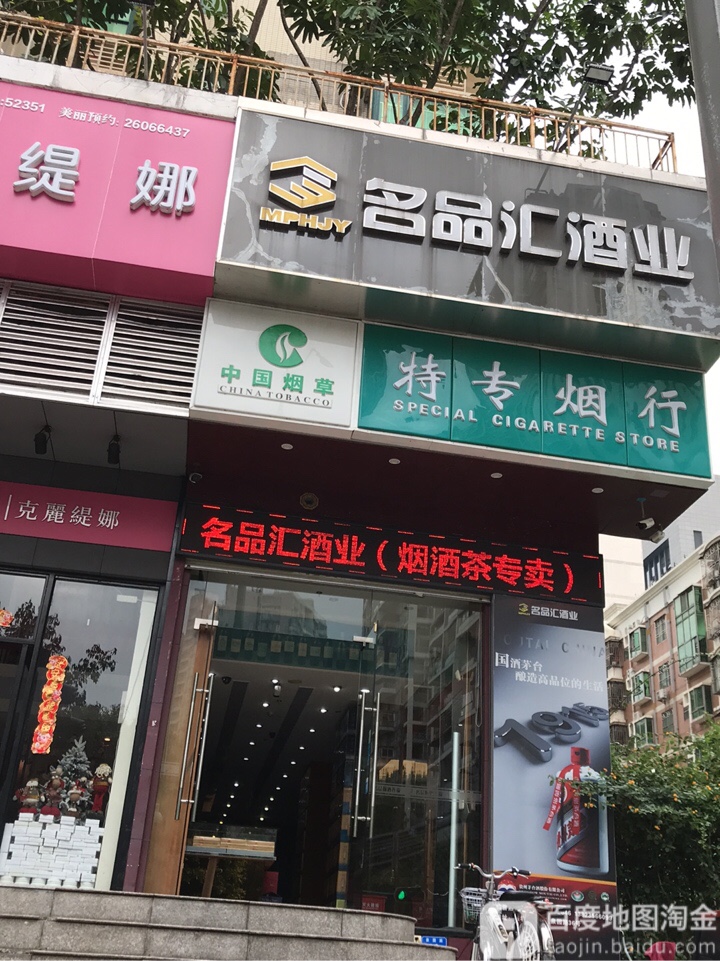 :52351 美丽预约: 26066437
缇娜
MPHJY
名品汇酒业
中国烟草
CHINA TOBACCO
特专烟行
SPECIAL CIGARETTE STORE
克麗緹娜
名品汇酒业（烟酒茶专卖）
名品汇酒业
国酒茅台
酿造高品位的生活
百度地图淘金
taojin.baidu.com